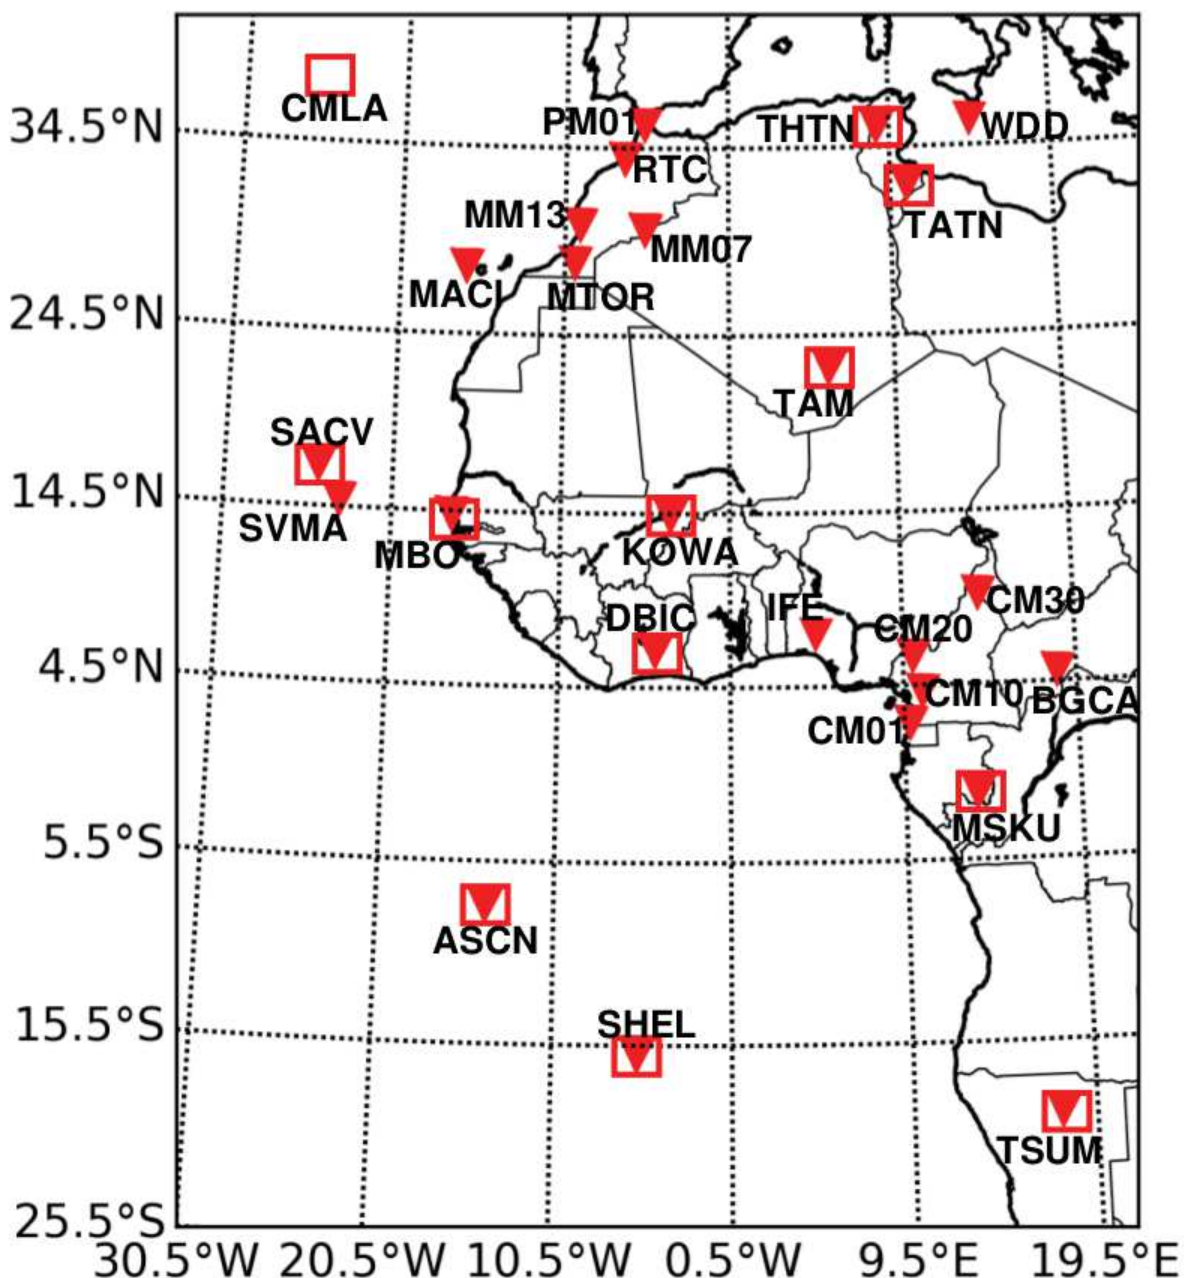 CMLA
34.5°N
PM01
THTN
WDD
RTC
MM13
TATN
MM07
MACI
MTOR
24.5°N
TAM
SACV
14.5°N
SVMA
MBO
KOWA
CM30
IFE
DBIC
CM20
4.5°N
CM10
BGCA
CM01
MSKU
5.5°S
ASCN
15.5°S
SHEL
TSUM
25.5°S
30.5°W 20.5°W 10.5°W 0.5°W 9.5°E 19.5°E